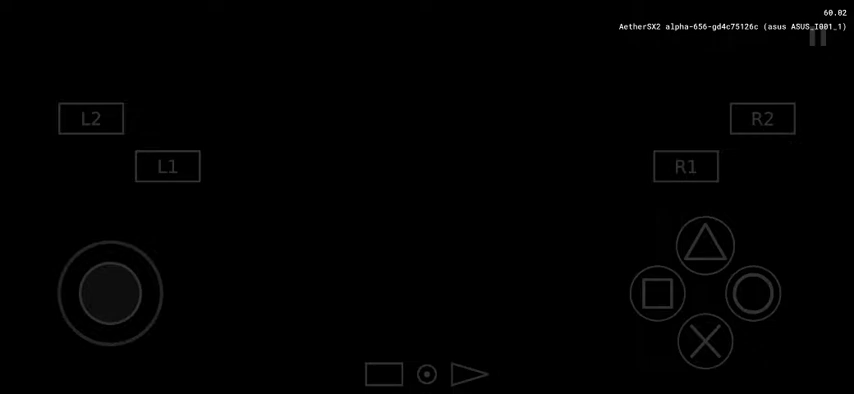 60.02
AetherSX2 alpha-656-gd4c75126c (asus ASUS_I001_1)
L2
R2
L1
R1